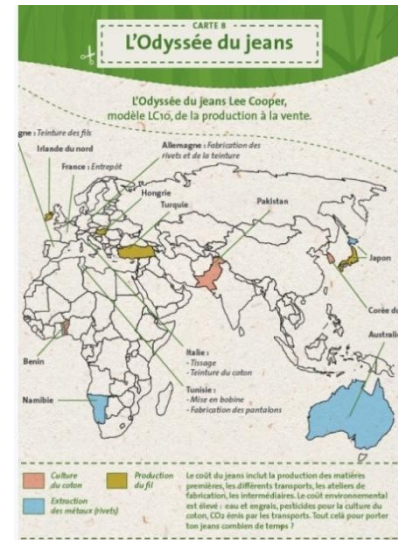 CARTE 8
L'Odyssée du jeans
L'Odyssée du jeans Lee Cooper,
modèle LC10, de la production à la vente.
gne : Teinture des fils
Irlande du nord
France : Entrepôt
Allemagne : Fabrication des
rivets et de la teinture
Hongrie
Turquie
Pakistan
Japon
Corée du
Australi
Benin
Namibie
Italie :
- Tissage
- Teinture du coton
Tunisie :
- Mise en bobine
- Fabrication des pantalons
Culture
du coton
Production
du fil
Extraction
des métaux (rivets)
Le coût du jeans inclut la production des matières
premières, les différents transports, les ateliers de
fabrication, les intermédiaires. Le coût environnemental
est élevé : eau et engrais, pesticides pour la culture du
coton, CO2 émis par les transports. Tout celà pour porter
ton jeans combien de temps ?